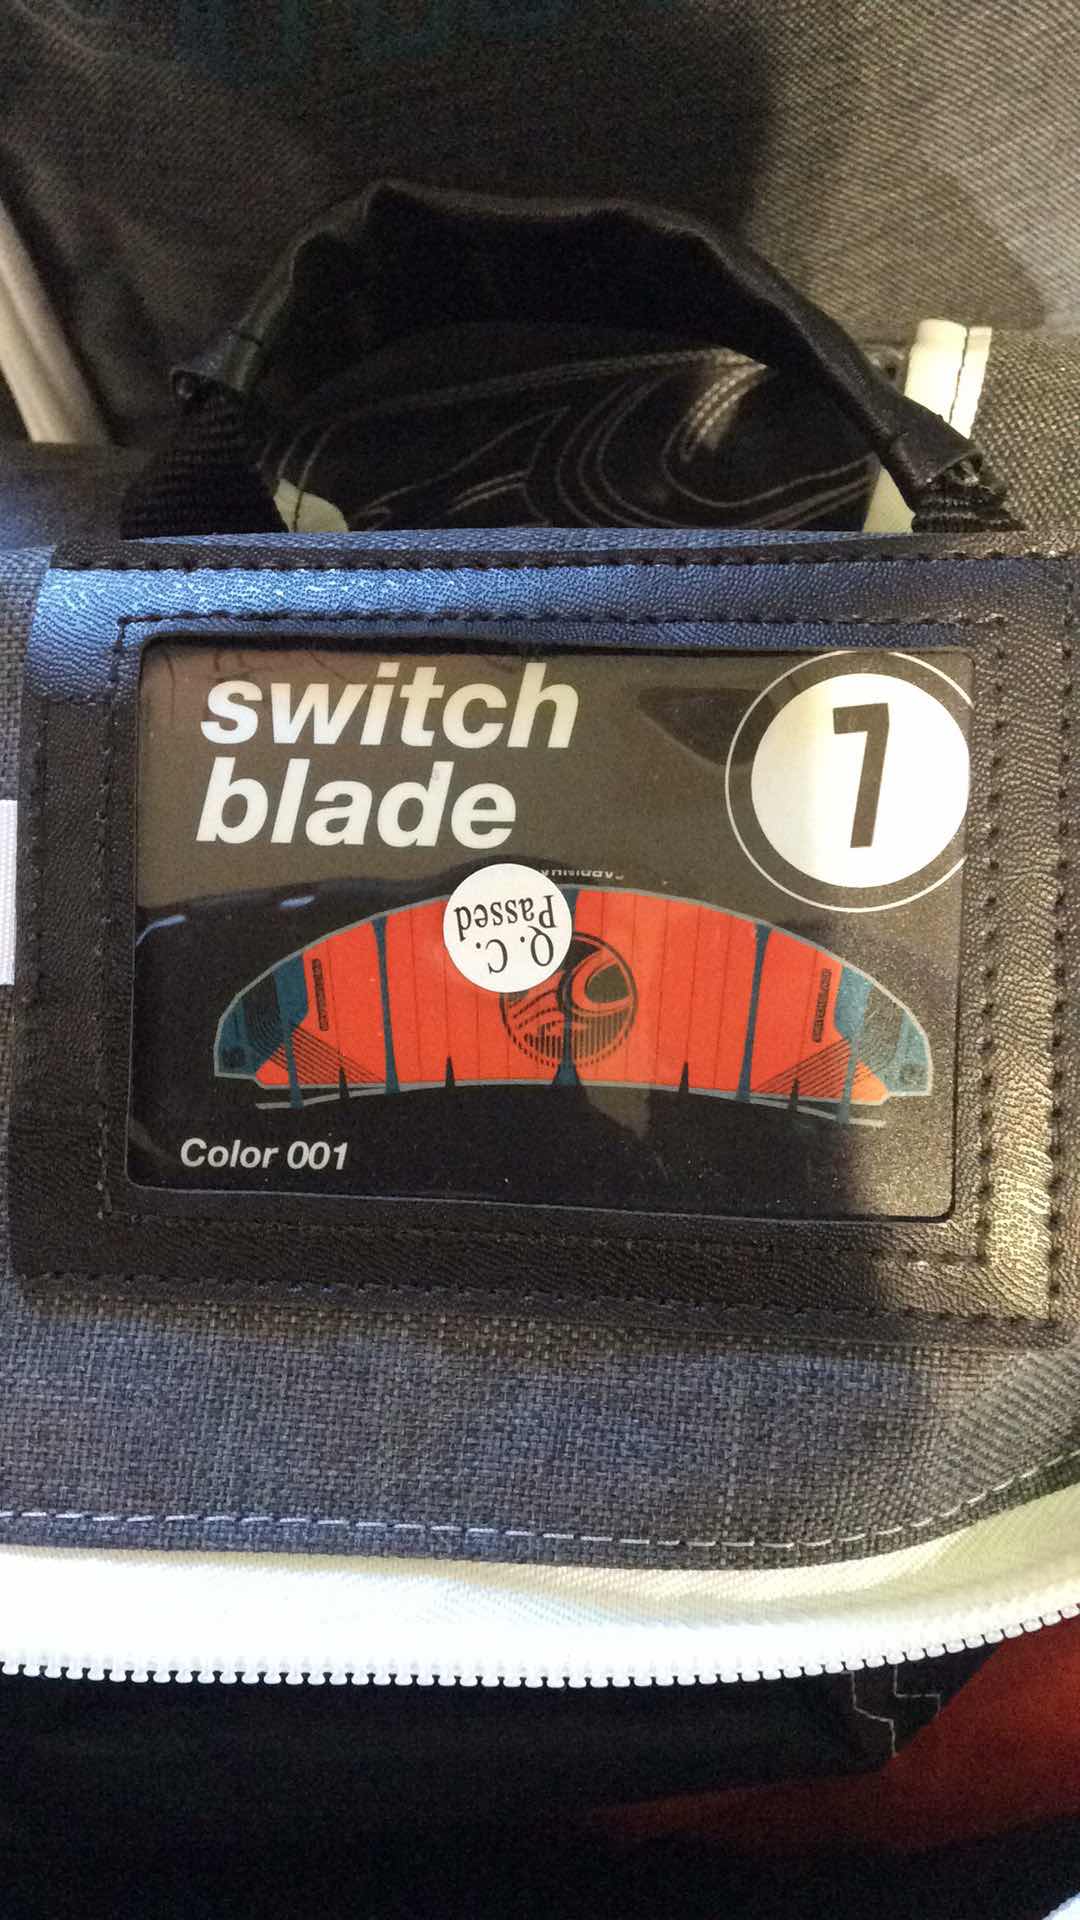 switch
blade
7
Q. C.
Passed
Color 001